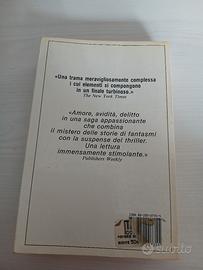 «Una trama meravigliosamente complessa
i cui elementi si compongono
in un finale turbinoso.»
The New York Times
«Amore, avidità, delitto
in una saga appassionante
che combina
il mistero delle storie di fantasmi
con la suspense del thriller.
Una lettura
immensamente stimolante.»
Publishers Weekly
Subito